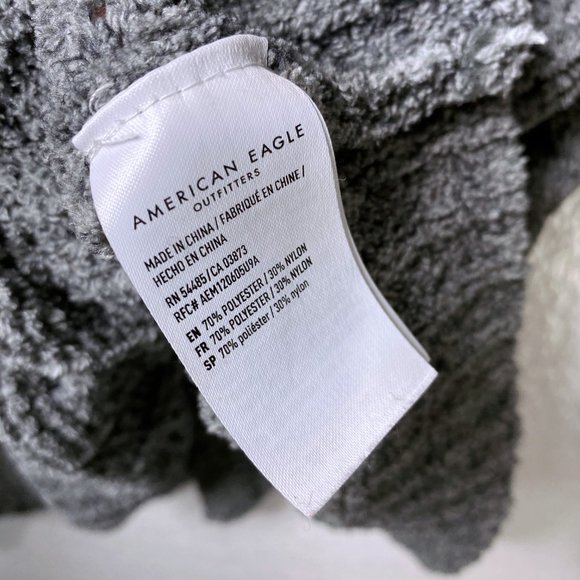 AMERICAN EAGLE
OUTFITTERS
MADE IN CHINA / FABRIQUÉ EN CHINE /
HECHO EN CHINA
RN 54485 / CA 03873
RFC# AEM120605U9A
EN 70% POLYESTER / 30% NYLON
FR 70% POLYESTER / 30% NYLON
SP 70% poliéster / 30% nylon